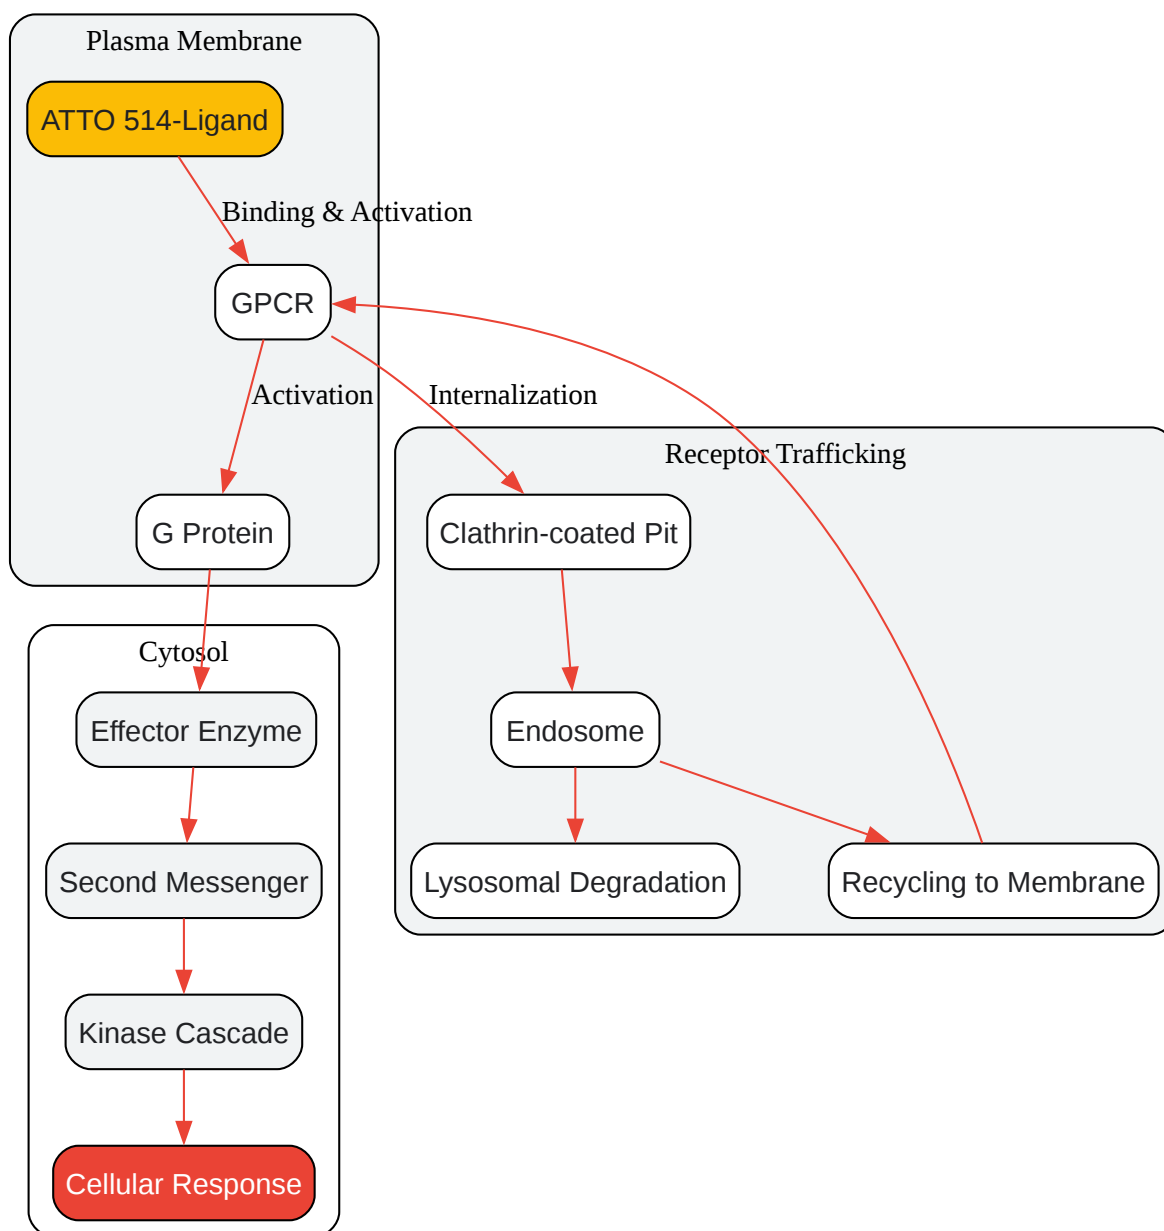 Plasma Membrane
ATTO 514-Ligand
Binding & Activation
GPCR
Activation
Internalization
Receptor Trafficking
G Protein
Clathrin-coated Pit
Cytosol
Effector Enzyme
Endosome
Second Messenger
Lysosomal Degradation
Recycling to Membrane
Kinase Cascade
Cellular Response